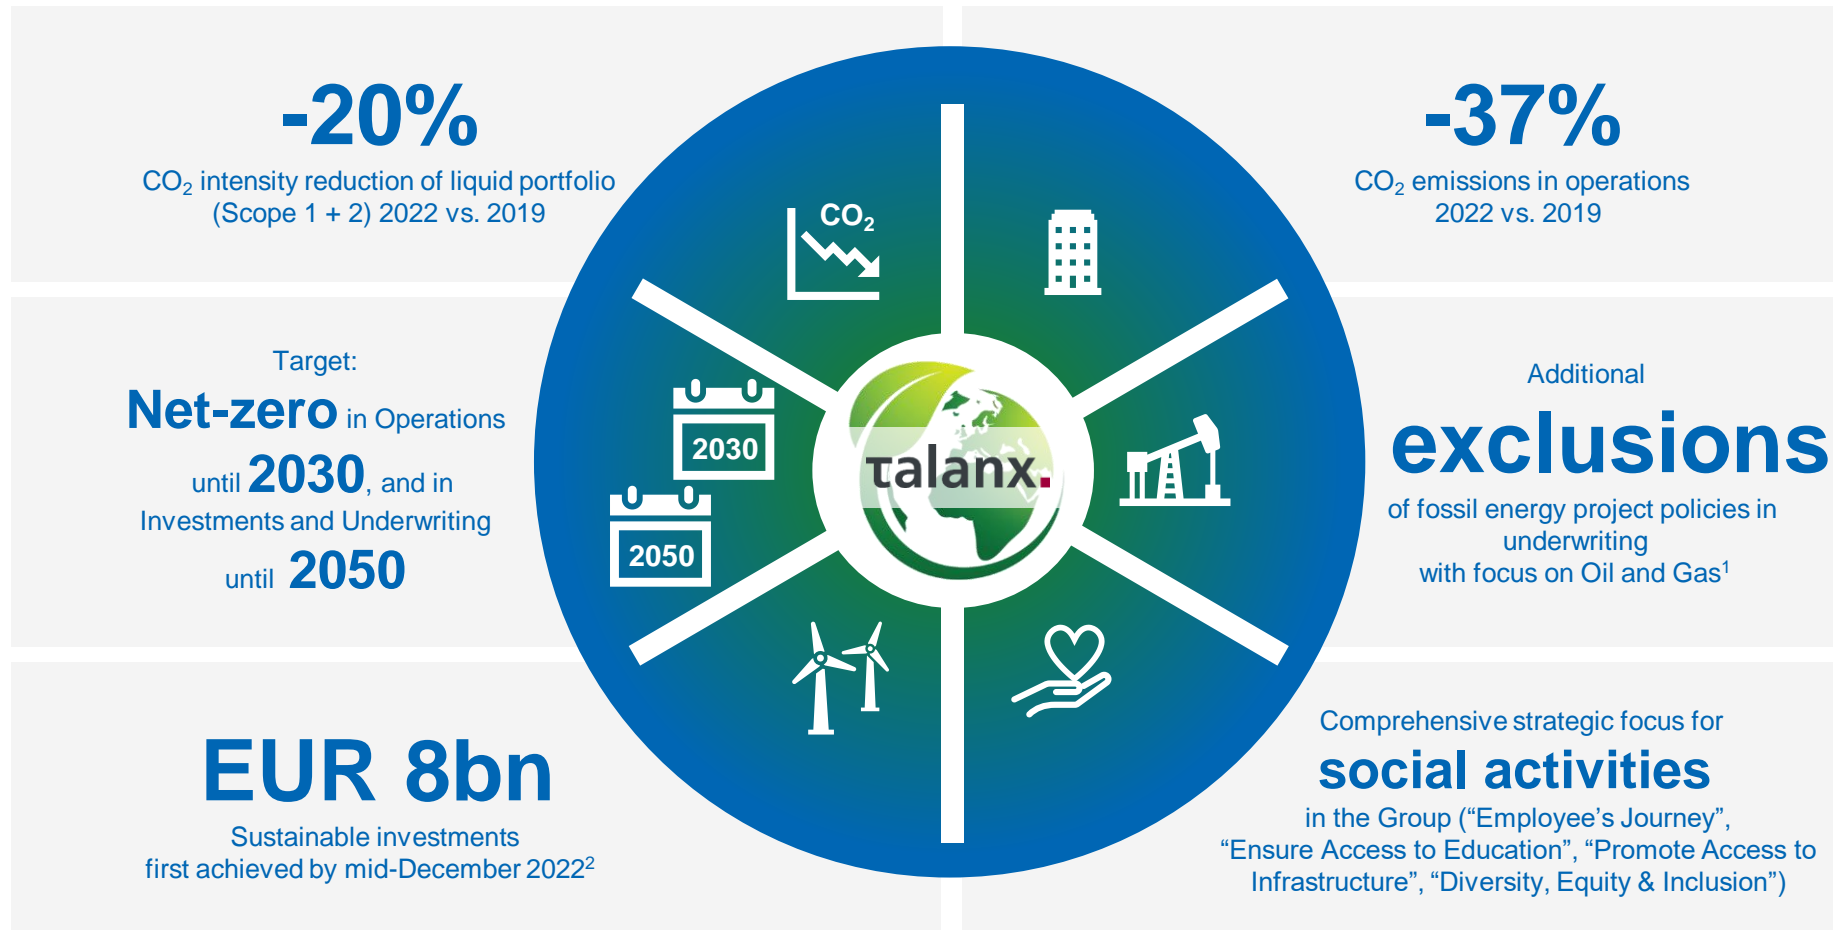 -20%
CO₂ intensity reduction of liquid portfolio
(Scope 1 + 2) 2022 vs. 2019
-37%
CO₂ emissions in operations
2022 vs. 2019
CO₂
Target:
Net-zero in Operations
until 2030, and in
Investments and Underwriting
until 2050
2030
2050
talanx.
Additional
exclusions
of fossil energy project policies in
underwriting
with focus on Oil and Gas¹
EUR 8bn
Sustainable investments
first achieved by mid-December 2022²
Comprehensive strategic focus for
social activities
in the Group (“Employee’s Journey”,
“Ensure Access to Education”, “Promote Access to
Infrastructure”, “Diversity, Equity & Inclusion”)